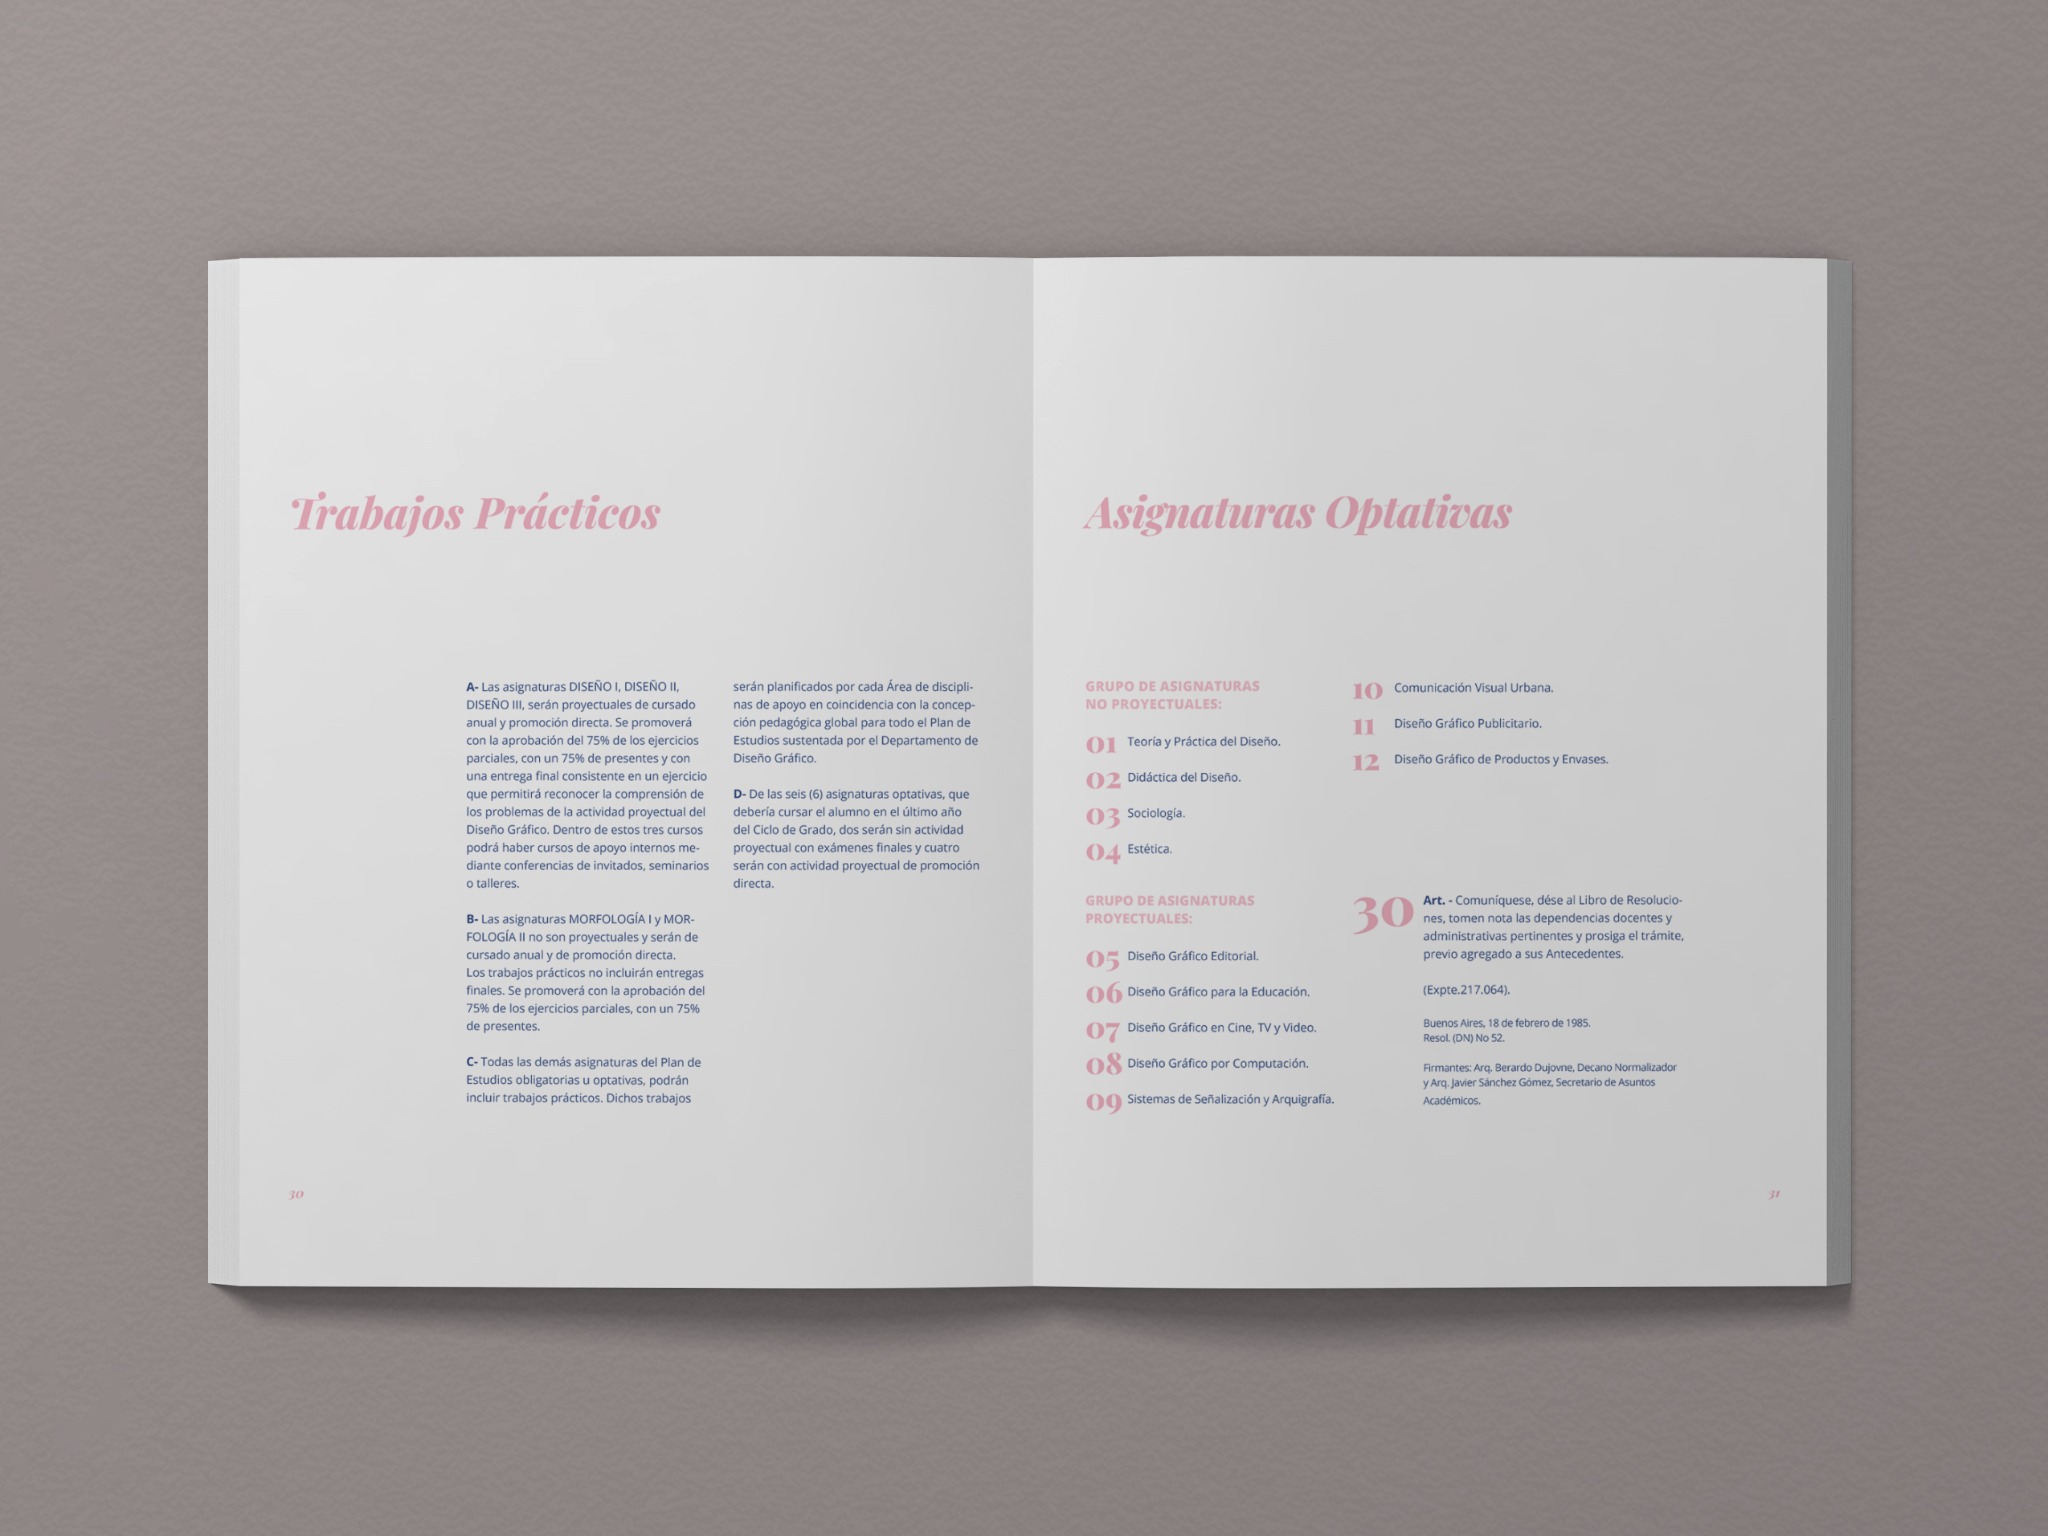 Trabajos Prácticos
A- Las asignaturas DISEÑO I, DISEÑO II,
DISEÑO III, serán proyectuales de cursado
anual y promoción directa. Se promoverá
con la aprobación del 75% de los ejercicios
parciales, con un 75% de presentes y con
una entrega final consistente en un ejercicio
que permitirá reconocer la comprensión de
los problemas de la actividad proyectual del
Diseño Gráfico. Dentro de estos tres cursos
podrá haber cursos de apoyo internos me-
diante conferencias de invitados, seminarios
o talleres.
B- Las asignaturas MORFOLOGÍA I y MOR-
FOLOGÍA II no son proyectuales y serán de
cursado anual y de promoción directa.
Los trabajos prácticos no incluirán entregas
finales. Se promoverá con la aprobación del
75% de los ejercicios parciales, con un 75%
de presentes.
C- Todas las demás asignaturas del Plan de
Estudios obligatorias u optativas, podrán
incluir trabajos prácticos. Dichos trabajos
serán planificados por cada Área de discipli-
nas de apoyo en coincidencia con la concep-
ción pedagógica global para todo el Plan de
Estudios sustentada por el Departamento de
Diseño Gráfico.
D- De las seis (6) asignaturas optativas, que
debería cursar el alumno en el último año
del Ciclo de Grado, dos serán sin actividad
proyectual con exámenes finales y cuatro
serán con actividad proyectual de promoción
directa.
30
Asignaturas Optativas
GRUPO DE ASIGNATURAS
NO PROYECTUALES:
01 Teoría y Práctica del Diseño.
02 Didáctica del Diseño.
03 Sociología.
04 Estética.
GRUPO DE ASIGNATURAS
PROYECTUALES:
05 Diseño Gráfico Editorial.
06 Diseño Gráfico para la Educación.
07 Diseño Gráfico en Cine, TV y Video.
08 Diseño Gráfico por Computación.
09 Sistemas de Señalización y Arquigrafía.
10 Comunicación Visual Urbana.
11 Diseño Gráfico Publicitario.
12 Diseño Gráfico de Productos y Envases.
30 Art. - Comuníquese, dése al Libro de Resolucio-
nes, tomen nota las dependencias docentes y
administrativas pertinentes y prosiga el trámite,
previo agregado a sus Antecedentes.
(Expte.217.064).
Buenos Aires, 18 de febrero de 1985.
Resol. (DN) No 52.
Firmantes: Arq. Berardo Dujovne, Decano Normalizador
y Arq. Javier Sánchez Gómez, Secretario de Asuntos
Académicos.
31